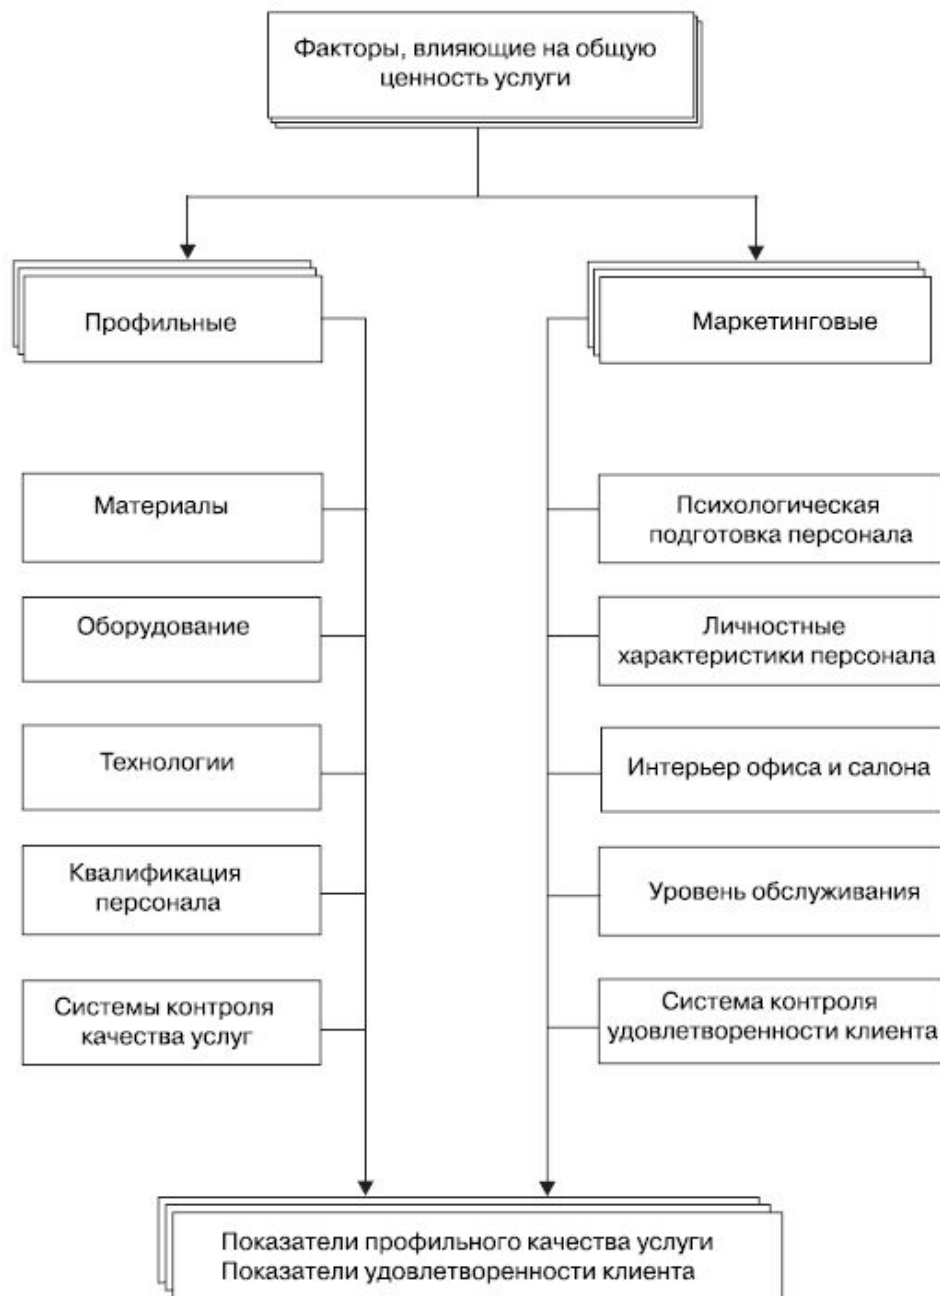 Факторы, влияющие на общую
ценность услуги
Профильные
Маркетинговые
Материалы
Психологическая
подготовка персонала
Оборудование
Личностные
характеристики персонала
Технологии
Интерьер офиса и салона
Квалификация
персонала
Уровень обслуживания
Системы контроля
качества услуг
Система контроля
удовлетворенности клиента
Показатели профильного качества услуги
Показатели удовлетворенности клиента